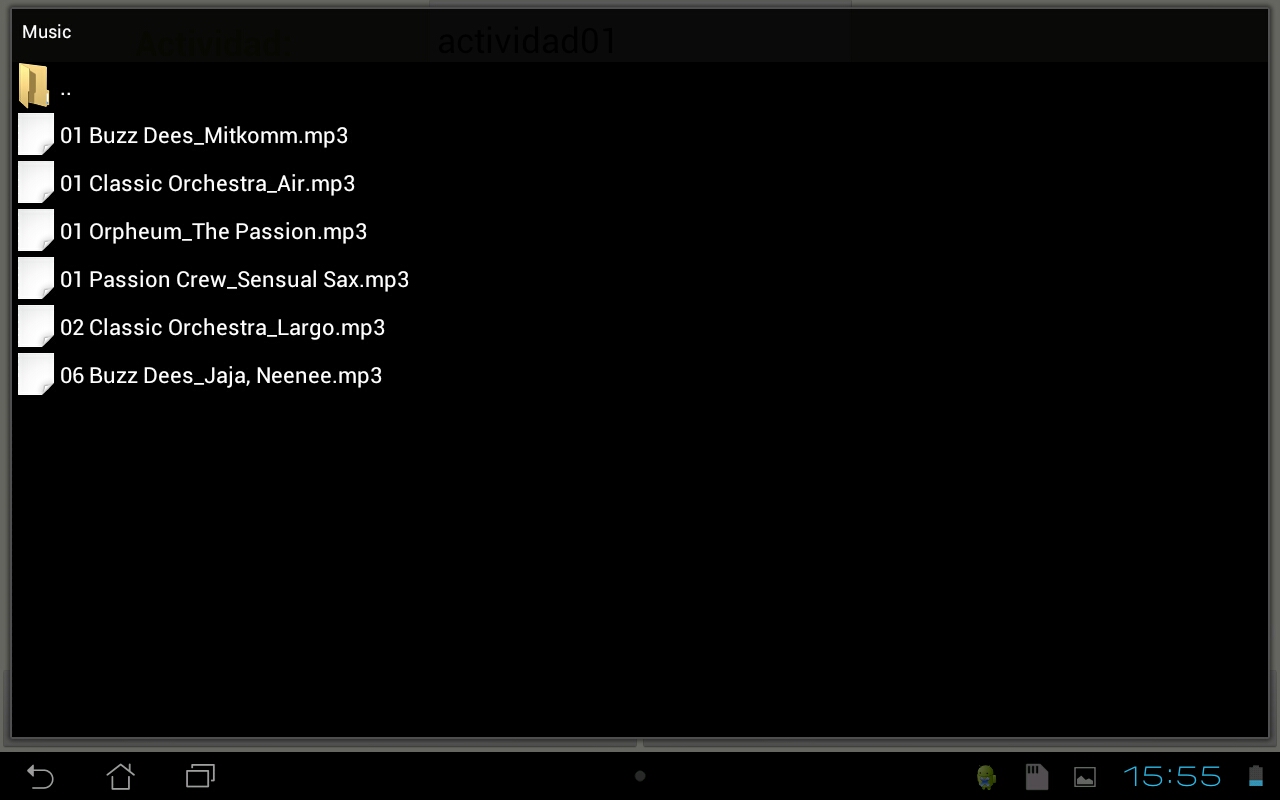 Music
Actividad:
actividad01
..
01 Buzz Dees_Mitkomm.mp3
01 Classic Orchestra_Air.mp3
01 Orpheum_The Passion.mp3
01 Passion Crew_Sensual Sax.mp3
02 Classic Orchestra_Largo.mp3
06 Buzz Dees_Jaja, Neenee.mp3
15:55